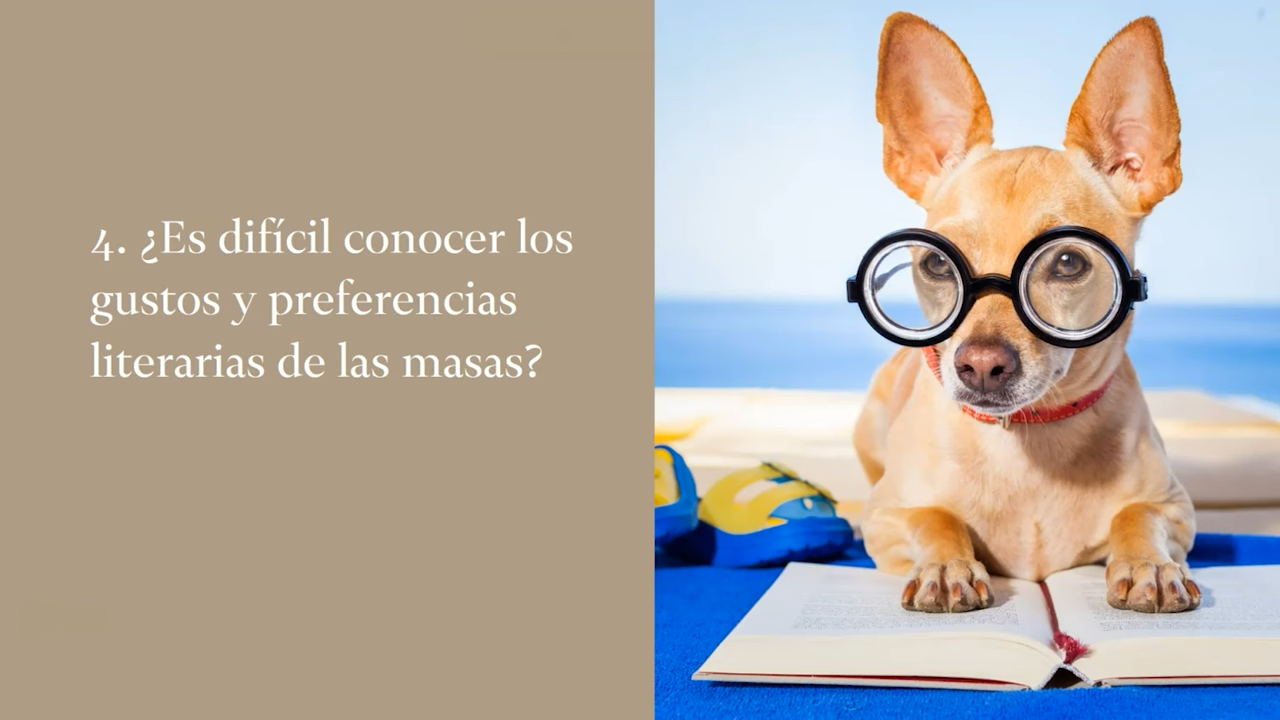 4. ¿Es difícil conocer los
gustos y preferencias
literarias de las masas?